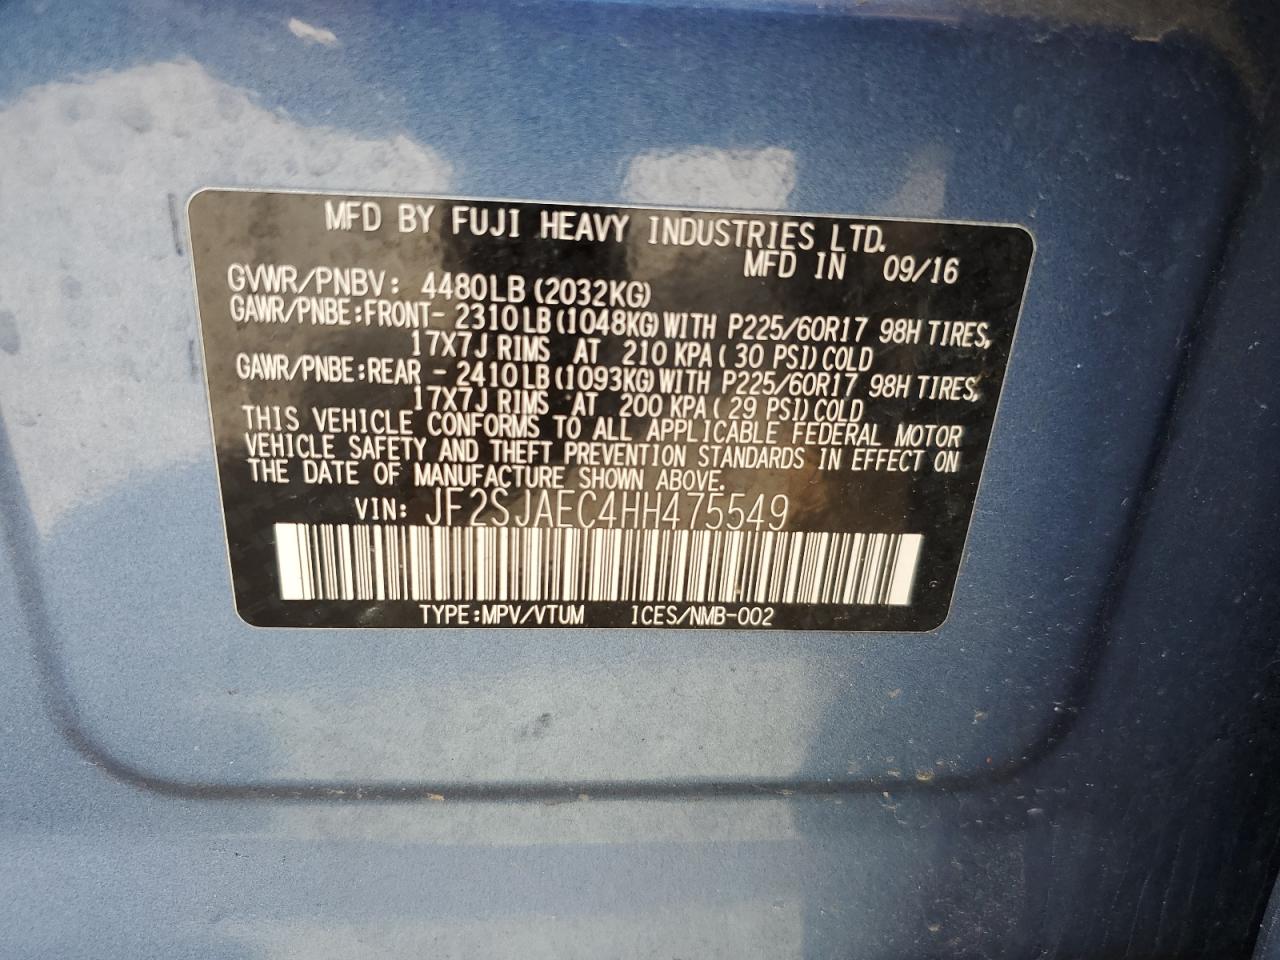 MFD BY FUJI HEAVY INDUSTRIES LTD.
MFD IN 09/16
GVWR/PNBV: 4480LB (2032KG)
GAWR/PNBE:FRONT- 2310LB (1048KG) WITH P225/60R17 98H TIRES,
17X7J RIMS AT 210 KPA ( 30 PSI) COLD
GAWR/PNBE:REAR - 2410LB (1093KG) WITH P225/60R17 98H TIRES,
17X7J RIMS AT 200 KPA ( 29 PSI) COLD
THIS VEHICLE CONFORMS TO ALL APPLICABLE FEDERAL MOTOR
VEHICLE SAFETY AND THEFT PREVENTION STANDARDS IN EFFECT ON
THE DATE OF MANUFACTURE SHOWN ABOVE.
VIN: JF2SJAEC4HH475549
TYPE:MPV/VTUM ICES/NMB-002